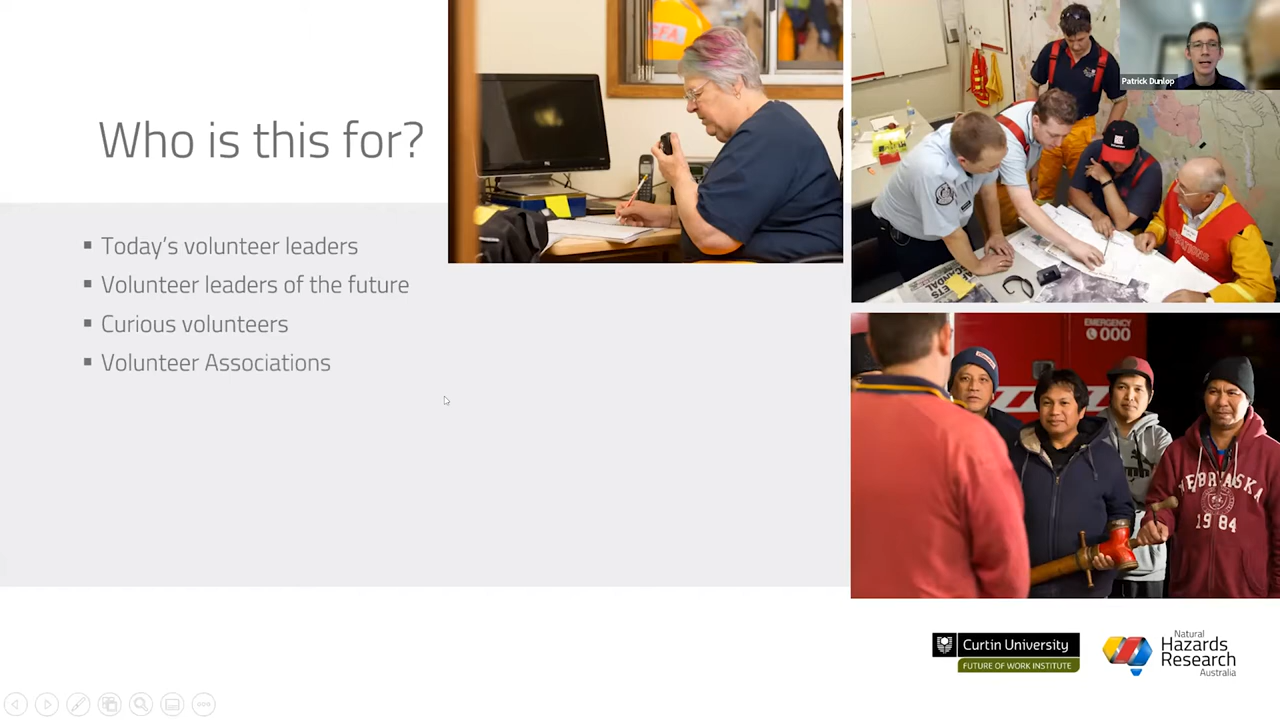 Who is this for?
Today's volunteer leaders
Volunteer leaders of the future
Curious volunteers
Volunteer Associations
CFA
Patrick Dunlop
EMERGENCY
000
NEBRASKA
1984
Curtin University
FUTURE OF WORK INSTITUTE
Natural
Hazards
Research
Australia